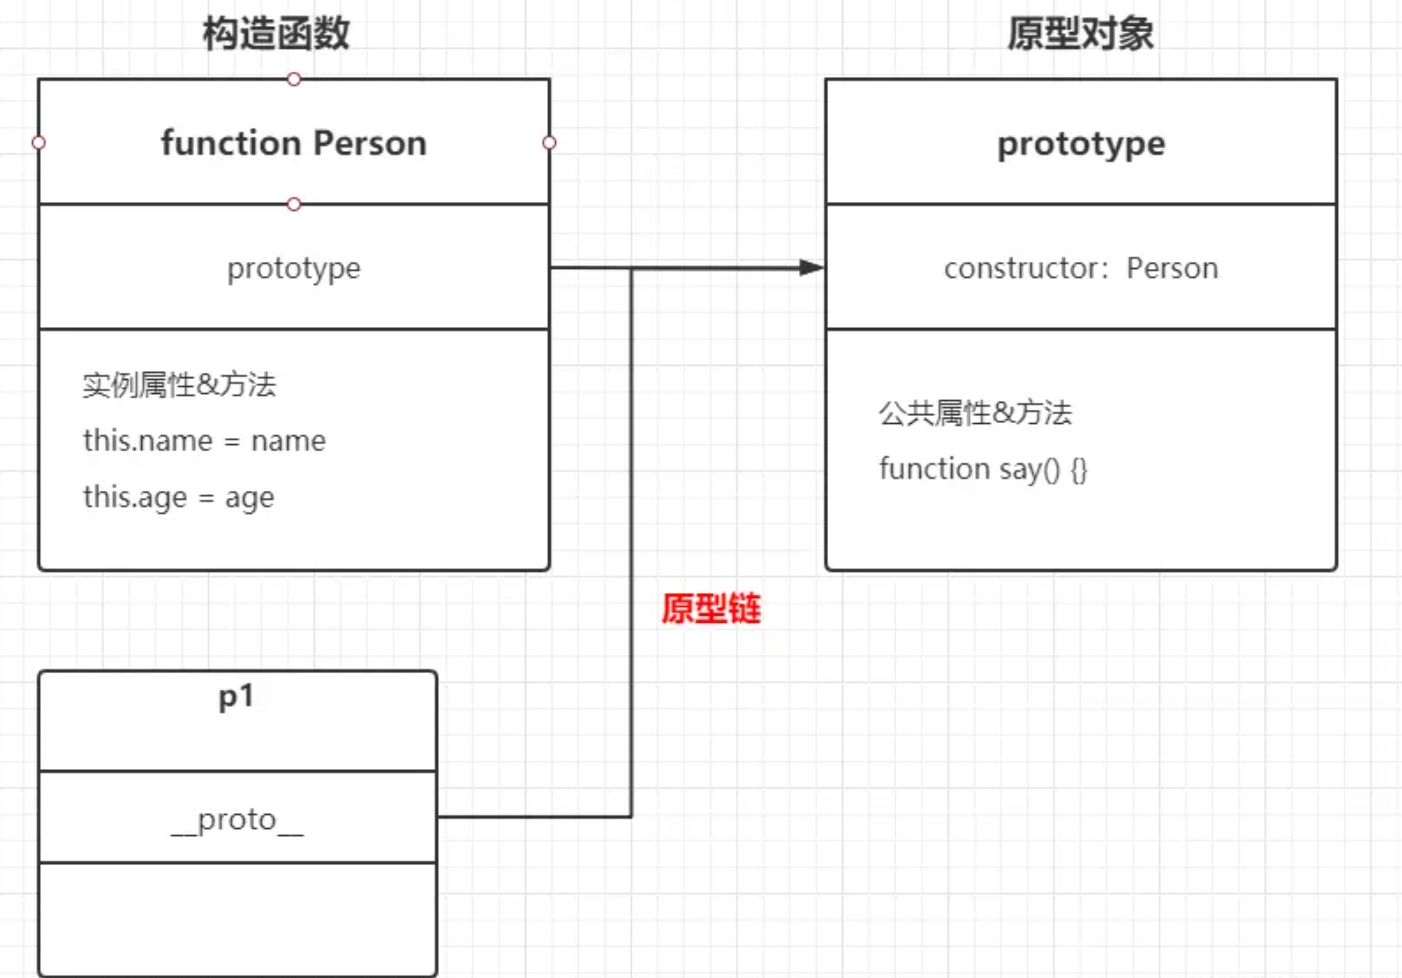 构造函数
原型对象
function Person
prototype
prototype
constructor：Person
实例属性&方法
this.name = name
this.age = age
公共属性&方法
function say() {}
原型链
p1
__proto__